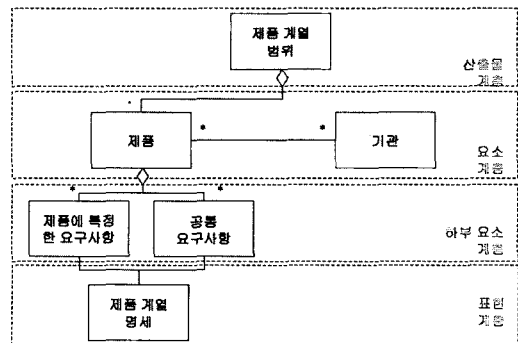 제품 계열
범위
산출물
계층
*
제품
*
*
기관
요소
계층
*
*
제품에 특정
한 요구사항
공통
요구사항
하부 요소
계층
제품 계열
명세
표현
계층